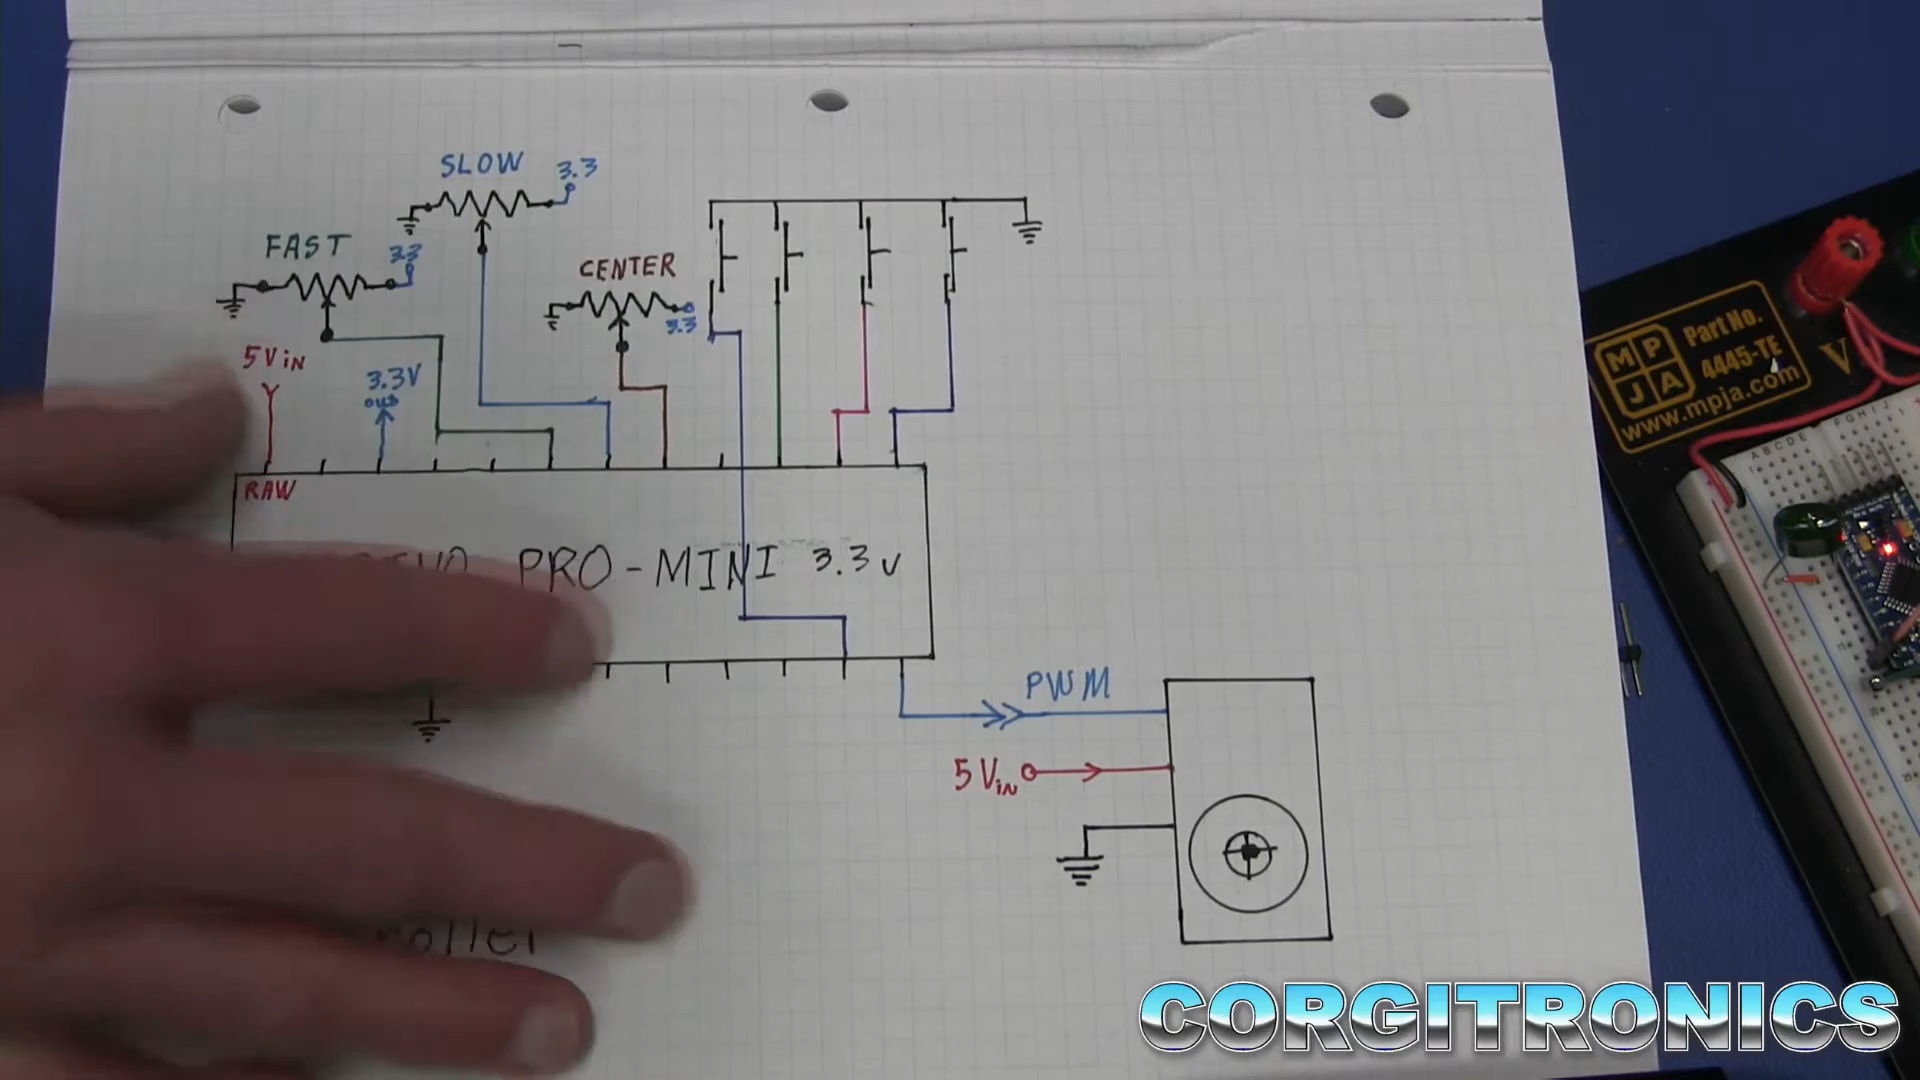 SLOW
3.3
FAST
3.3
CENTER
3.3
5Vin
3.3V
out
RAW
PRO-MINI 3.3V
PWM
5Vin
M P
J A
Part No.
4445-TE
www.mpja.com
V
CORGITRONICS